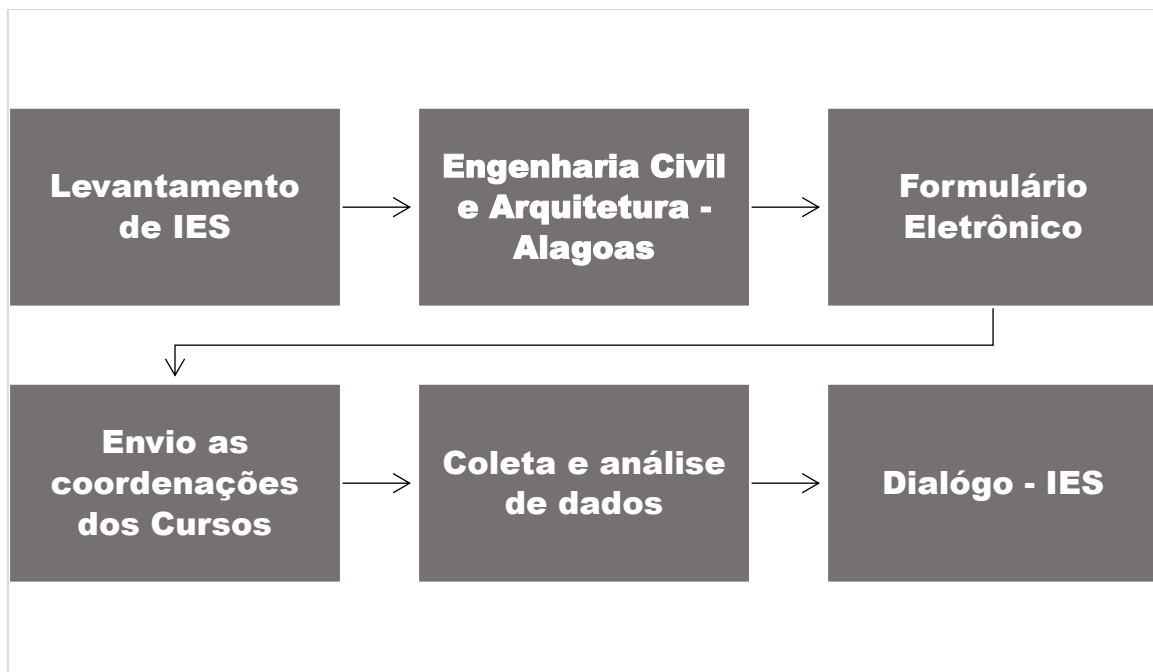 Levantamento
de IES
Engenharia Civil
e Arquitetura -
Alagoas
Formulário
Eletrônico
Envio as
coordenações
dos Cursos
Coleta e análise
de dados
Dialógo - IES